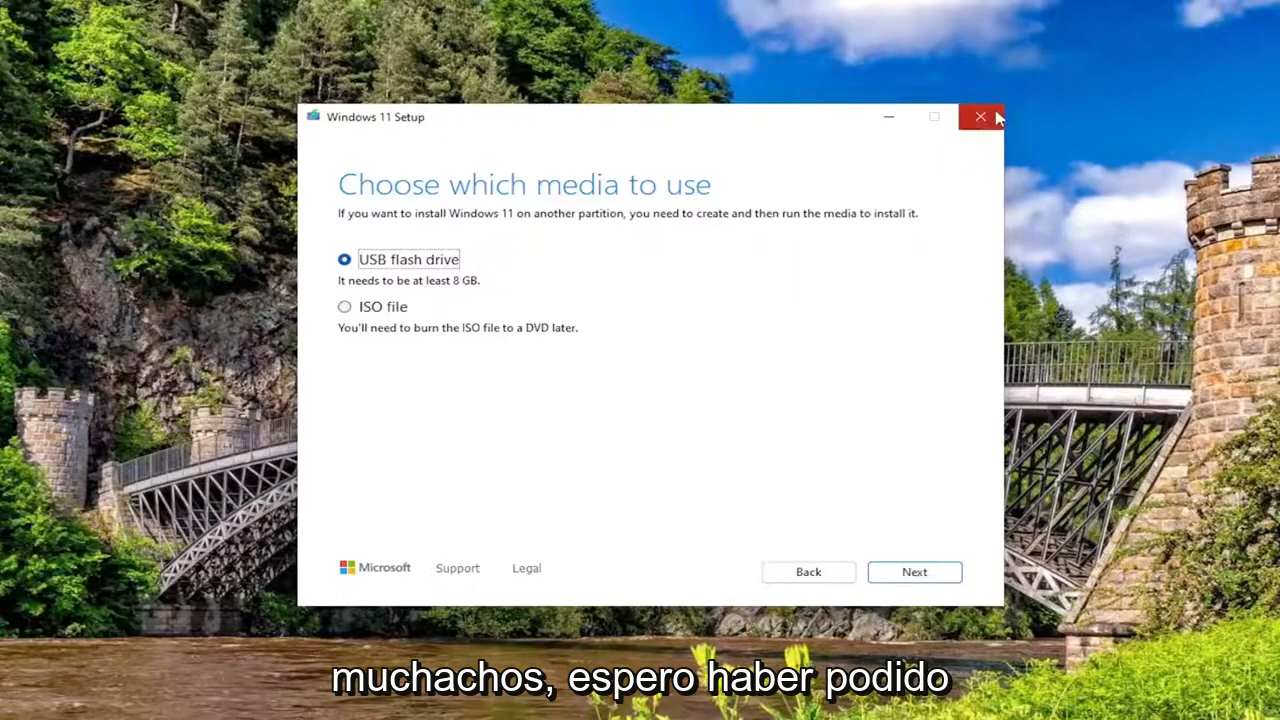 Windows 11 Setup
Choose which media to use
If you want to install Windows 11 on another partition, you need to create and then run the media to install it.
USB flash drive
It needs to be at least 8 GB.
ISO file
You'll need to burn the ISO file to a DVD later.
Microsoft Support Legal Back Next
muchachos, espero haber podido